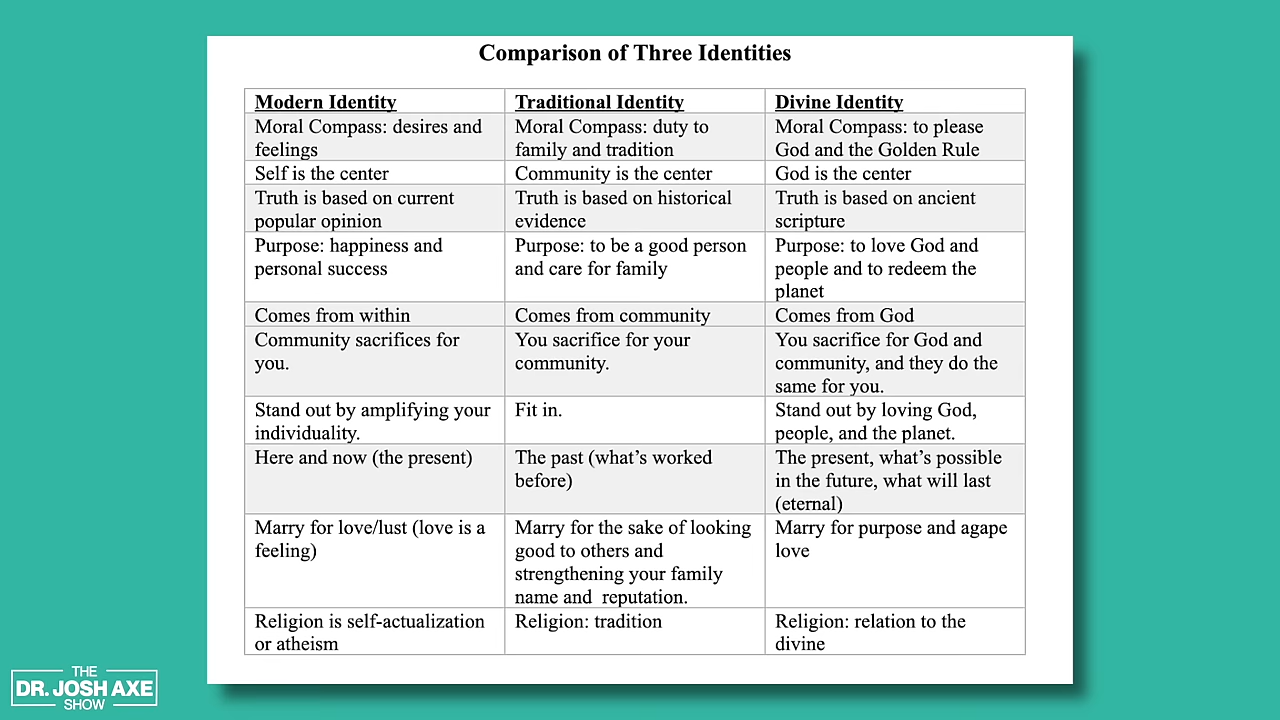 Comparison of Three Identities
Modern Identity
Traditional Identity
Divine Identity
Moral Compass: desires and
feelings
Moral Compass: duty to
family and tradition
Moral Compass: to please
God and the Golden Rule
Self is the center
Community is the center
God is the center
Truth is based on current
popular opinion
Truth is based on historical
evidence
Truth is based on ancient
scripture
Purpose: happiness and
personal success
Purpose: to be a good person
and care for family
Purpose: to love God and
people and to redeem the
planet
Comes from within
Comes from community
Comes from God
Community sacrifices for
you.
You sacrifice for your
community.
You sacrifice for God and
community, and they do the
same for you.
Stand out by amplifying your
individuality.
Fit in.
Stand out by loving God,
people, and the planet.
Here and now (the present)
The past (what’s worked
before)
The present, what’s possible
in the future, what will last
(eternal)
Marry for love/lust (love is a
feeling)
Marry for the sake of looking
good to others and
strengthening your family
name and  reputation.
Marry for purpose and agape
love
Religion is self-actualization
or atheism
Religion: tradition
Religion: relation to the
divine
THE
DR. JOSH AXE
SHOW